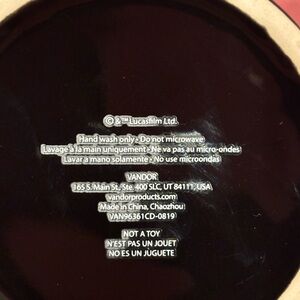 ©&™Lucasfilm Ltd.
Hand wash only • Do not microwave
Lavage à la main uniquement • Ne va pas au micro-ondes
Lavar a mano solamente • No use microondas
VANDOR
165 S. Main St., Ste. 400 SLC, UT 84111, USA
vandorproducts.com
Made in China, Chaozhou
VAN96361CD-0819
NOT A TOY
N'EST PAS UN JOUET
NO ES UN JUGUETE